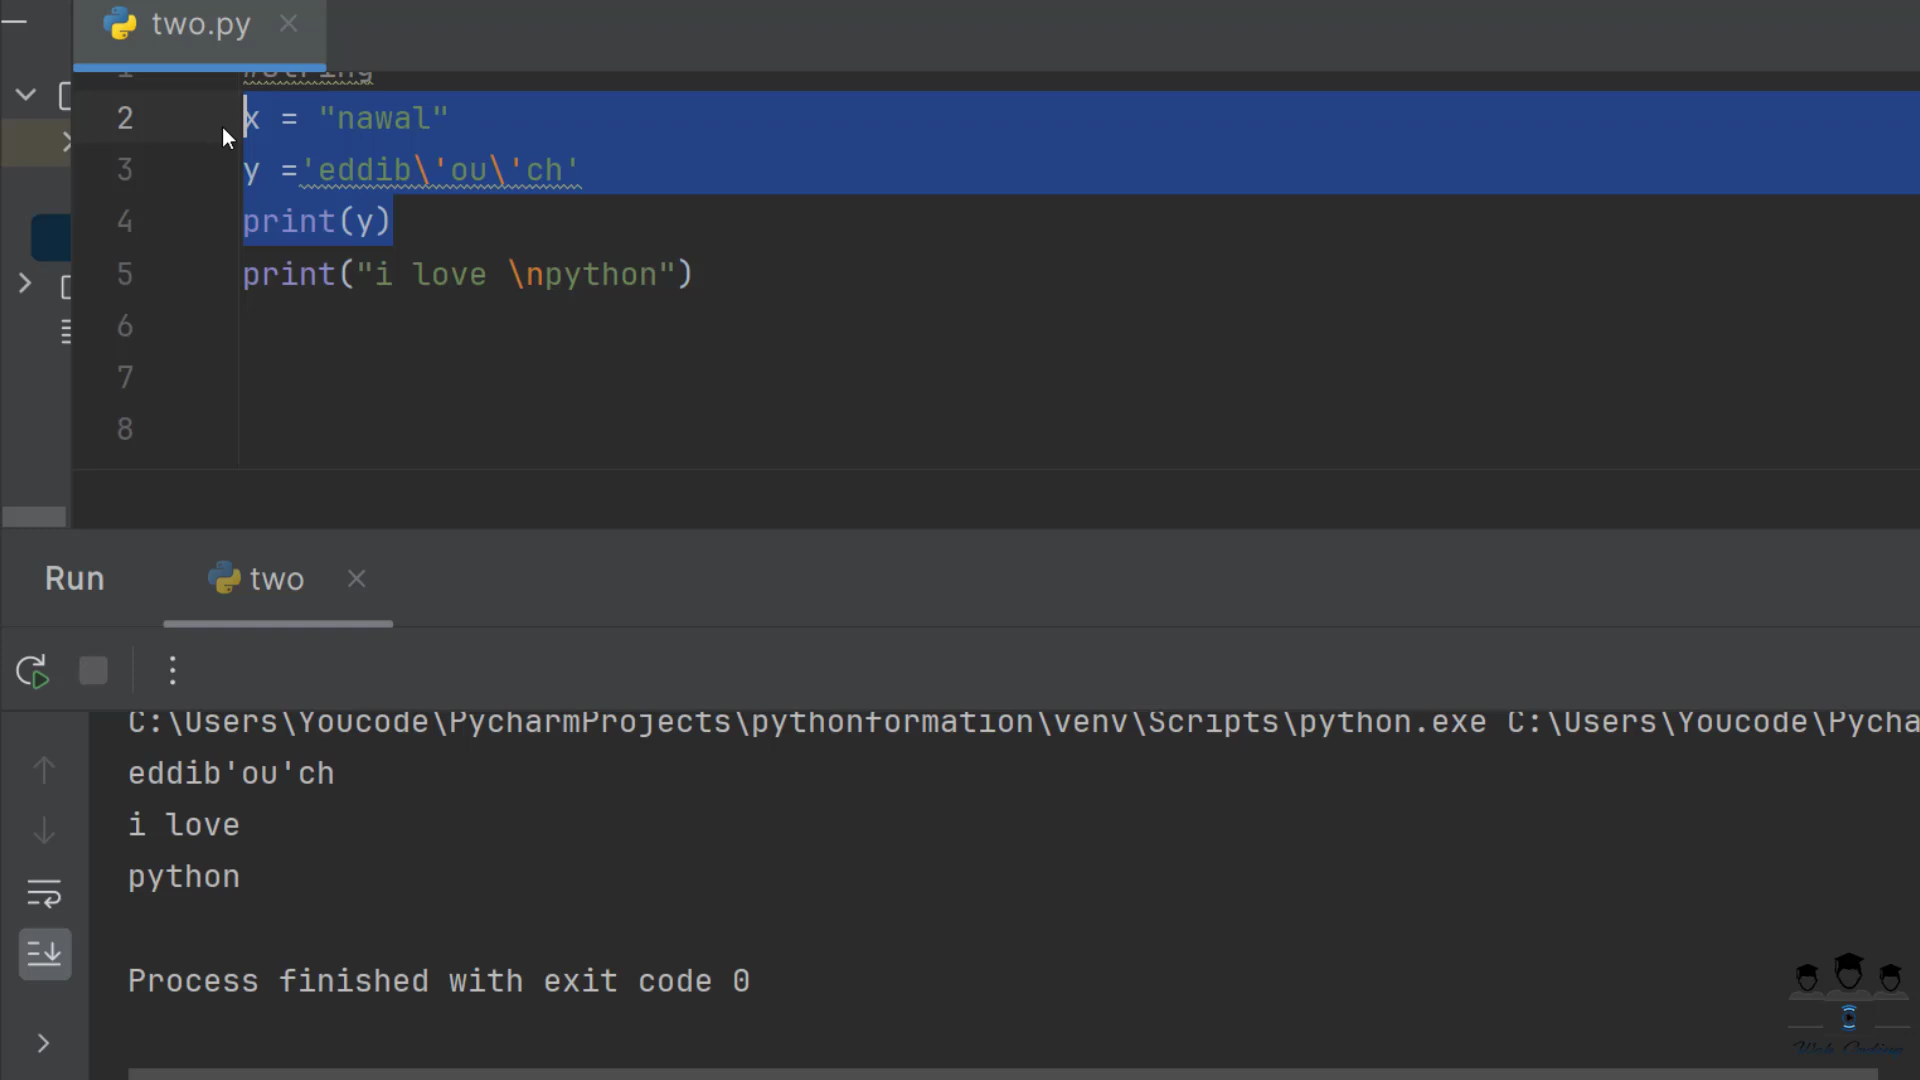 two.py
1 #String
2 x = "nawal"
3 y ='eddib\'ou\'ch'
4 print(y)
5 print("i love \npython")
6
7
8
Run two
C:\Users\Youcode\PycharmProjects\pythonformation\venv\Scripts\python.exe C:\Users\Youcode\Pycha
eddib'ou'ch
i love
python
Process finished with exit code 0